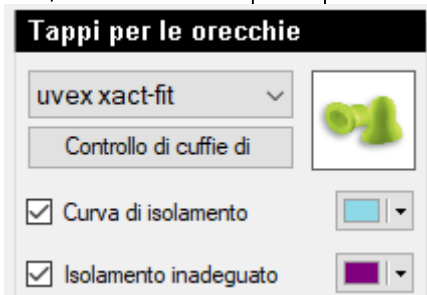 Tappi per le orecchie
uvex xact-fit
Controllo di cuffie di
Curva di isolamento
Isolamento inadeguato